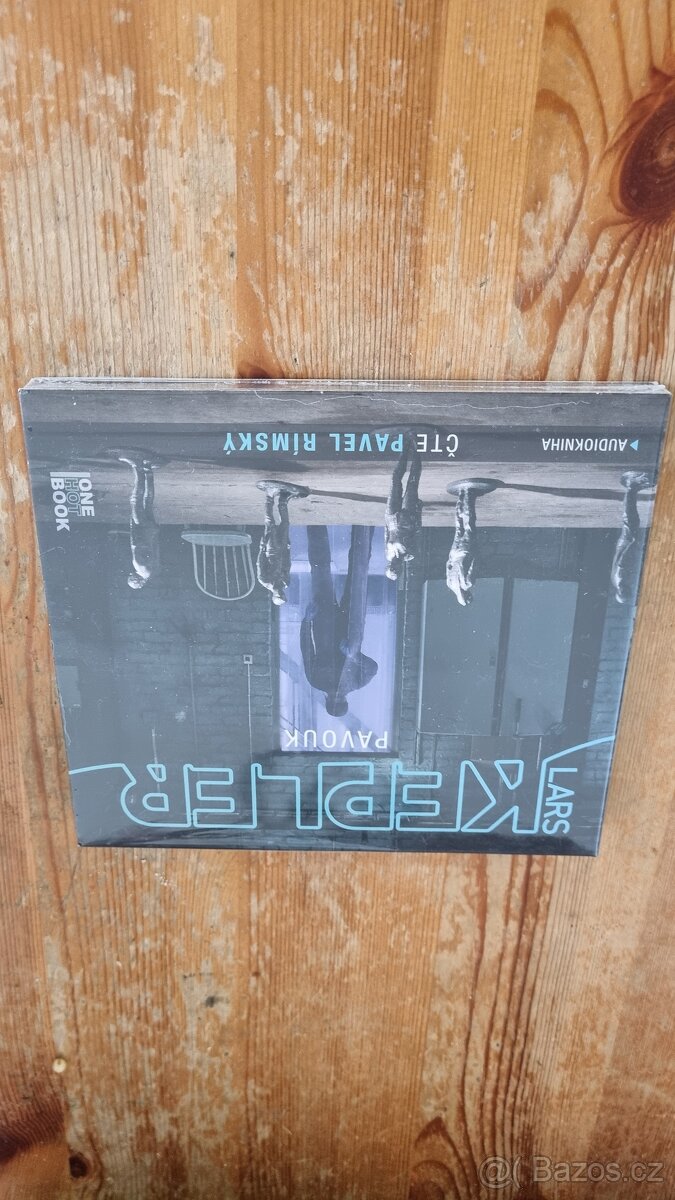 LARS
KEPLER
PAVOUK
ONE
HOT
BOOK
AUDIOKNIHA
ČTE PAVEL RÍMSKÝ
@( Bazos.cz